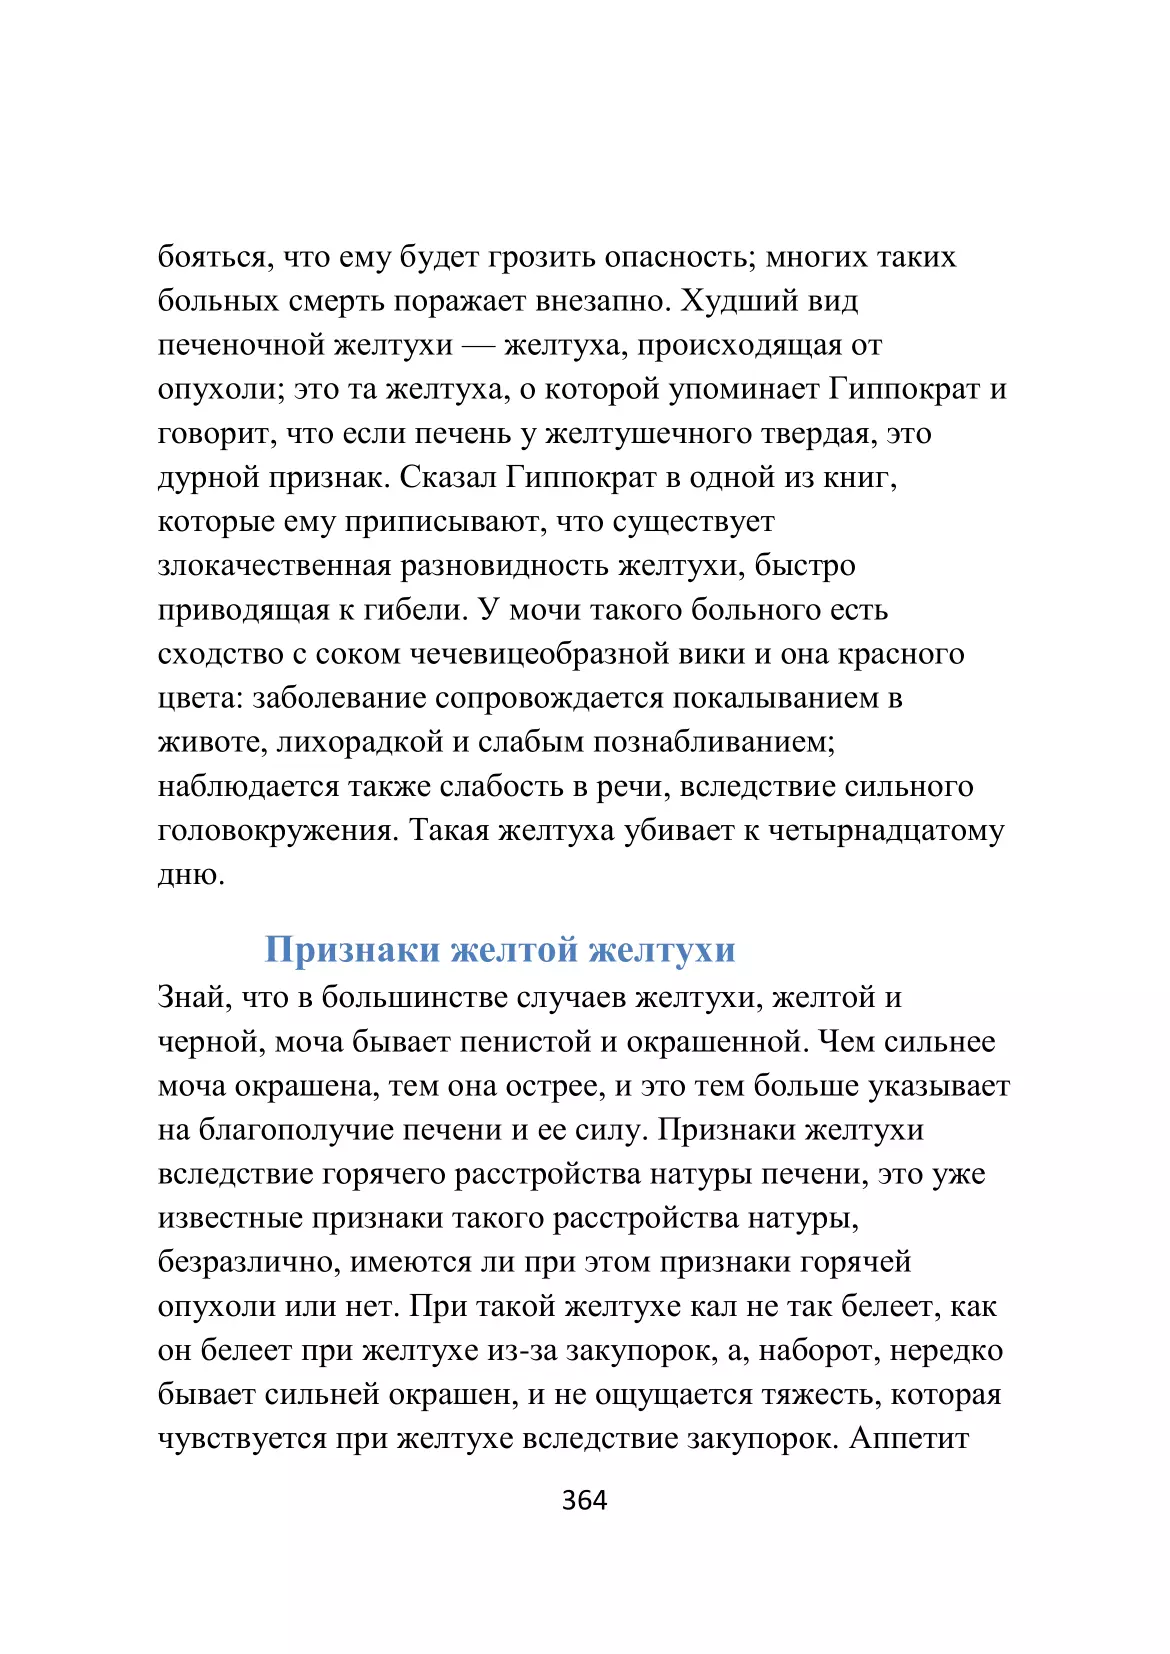 бояться, что ему будет грозить опасность; многих таких
больных смерть поражает внезапно. Худший вид
печеночной желтухи — желтуха, происходящая от
опухоли; это та желтуха, о которой упоминает Гиппократ и
говорит, что если печень у желтушечного твердая, это
дурной признак. Сказал Гиппократ в одной из книг,
которые ему приписывают, что существует
злокачественная разновидность желтухи, быстро
приводящая к гибели. У мочи такого больного есть
сходство с соком чечевицеобразной вики и она красного
цвета: заболевание сопровождается покалыванием в
животе, лихорадкой и слабым познабливанием;
наблюдается также слабость в речи, вследствие сильного
головокружения. Такая желтуха убивает к четырнадцатому
дню.
Признаки желтой желтухи
Знай, что в большинстве случаев желтухи, желтой и
черной, моча бывает пенистой и окрашенной. Чем сильнее
моча окрашена, тем она острее, и это тем больше указывает
на благополучие печени и ее силу. Признаки желтухи
вследствие горячего расстройства натуры печени, это уже
известные признаки такого расстройства натуры,
безразлично, имеются ли при этом признаки горячей
опухоли или нет. При такой желтухе кал не так белеет, как
он белеет при желтухе из-за закупорок, а, наборот, нередко
бывает сильней окрашен, и не ощущается тяжесть, которая
чувствуется при желтухе вследствие закупорок. Аппетит
364